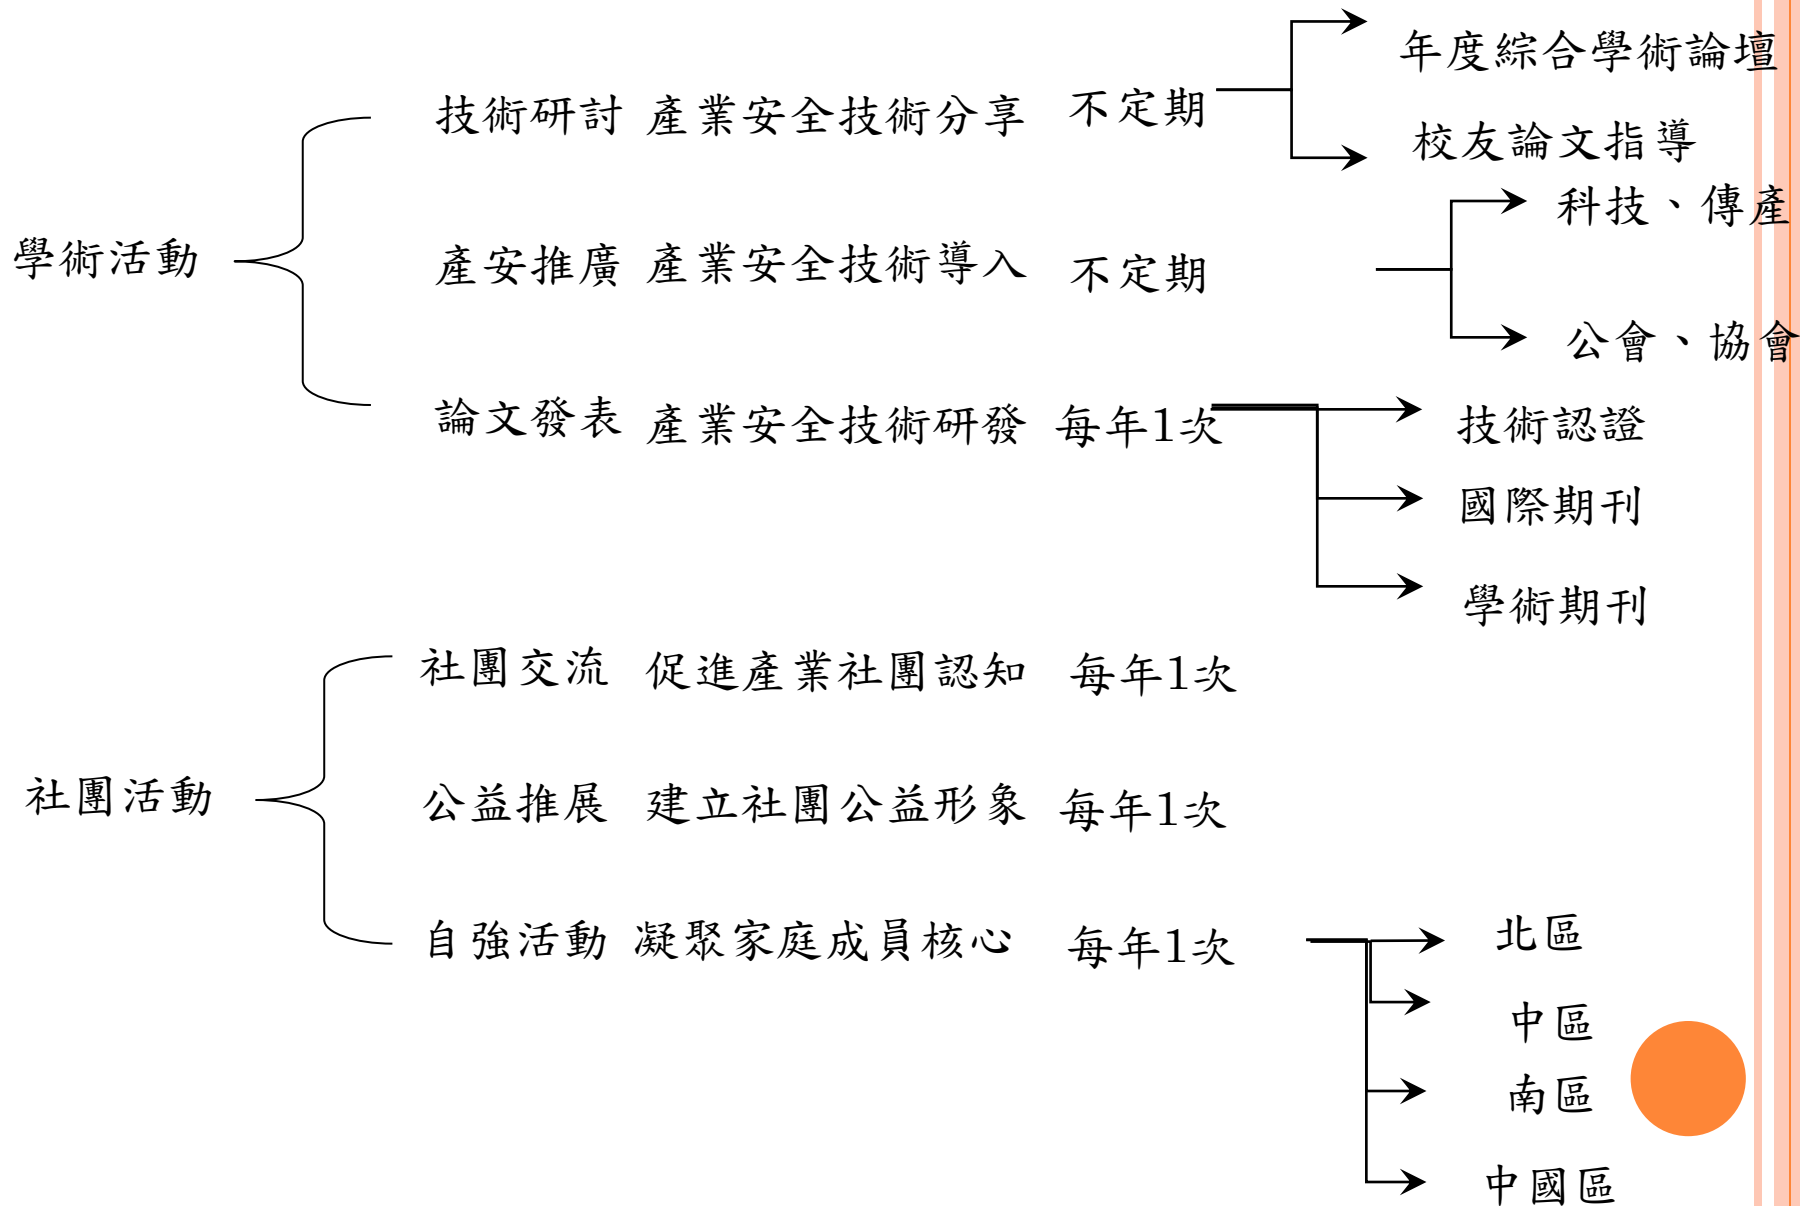 年度綜合學術論壇
技術研討 產業安全技術分享 不定期
校友論文指導
科技、傳產
學術活動
產安推廣 產業安全技術導入 不定期
公會、協會
論文發表 產業安全技術研發 每年1次
技術認證
國際期刊
學術期刊
社團交流 促進產業社團認知 每年1次
社團活動
公益推展 建立社團公益形象 每年1次
自強活動 凝聚家庭成員核心 每年1次
北區
中區
南區
中國區